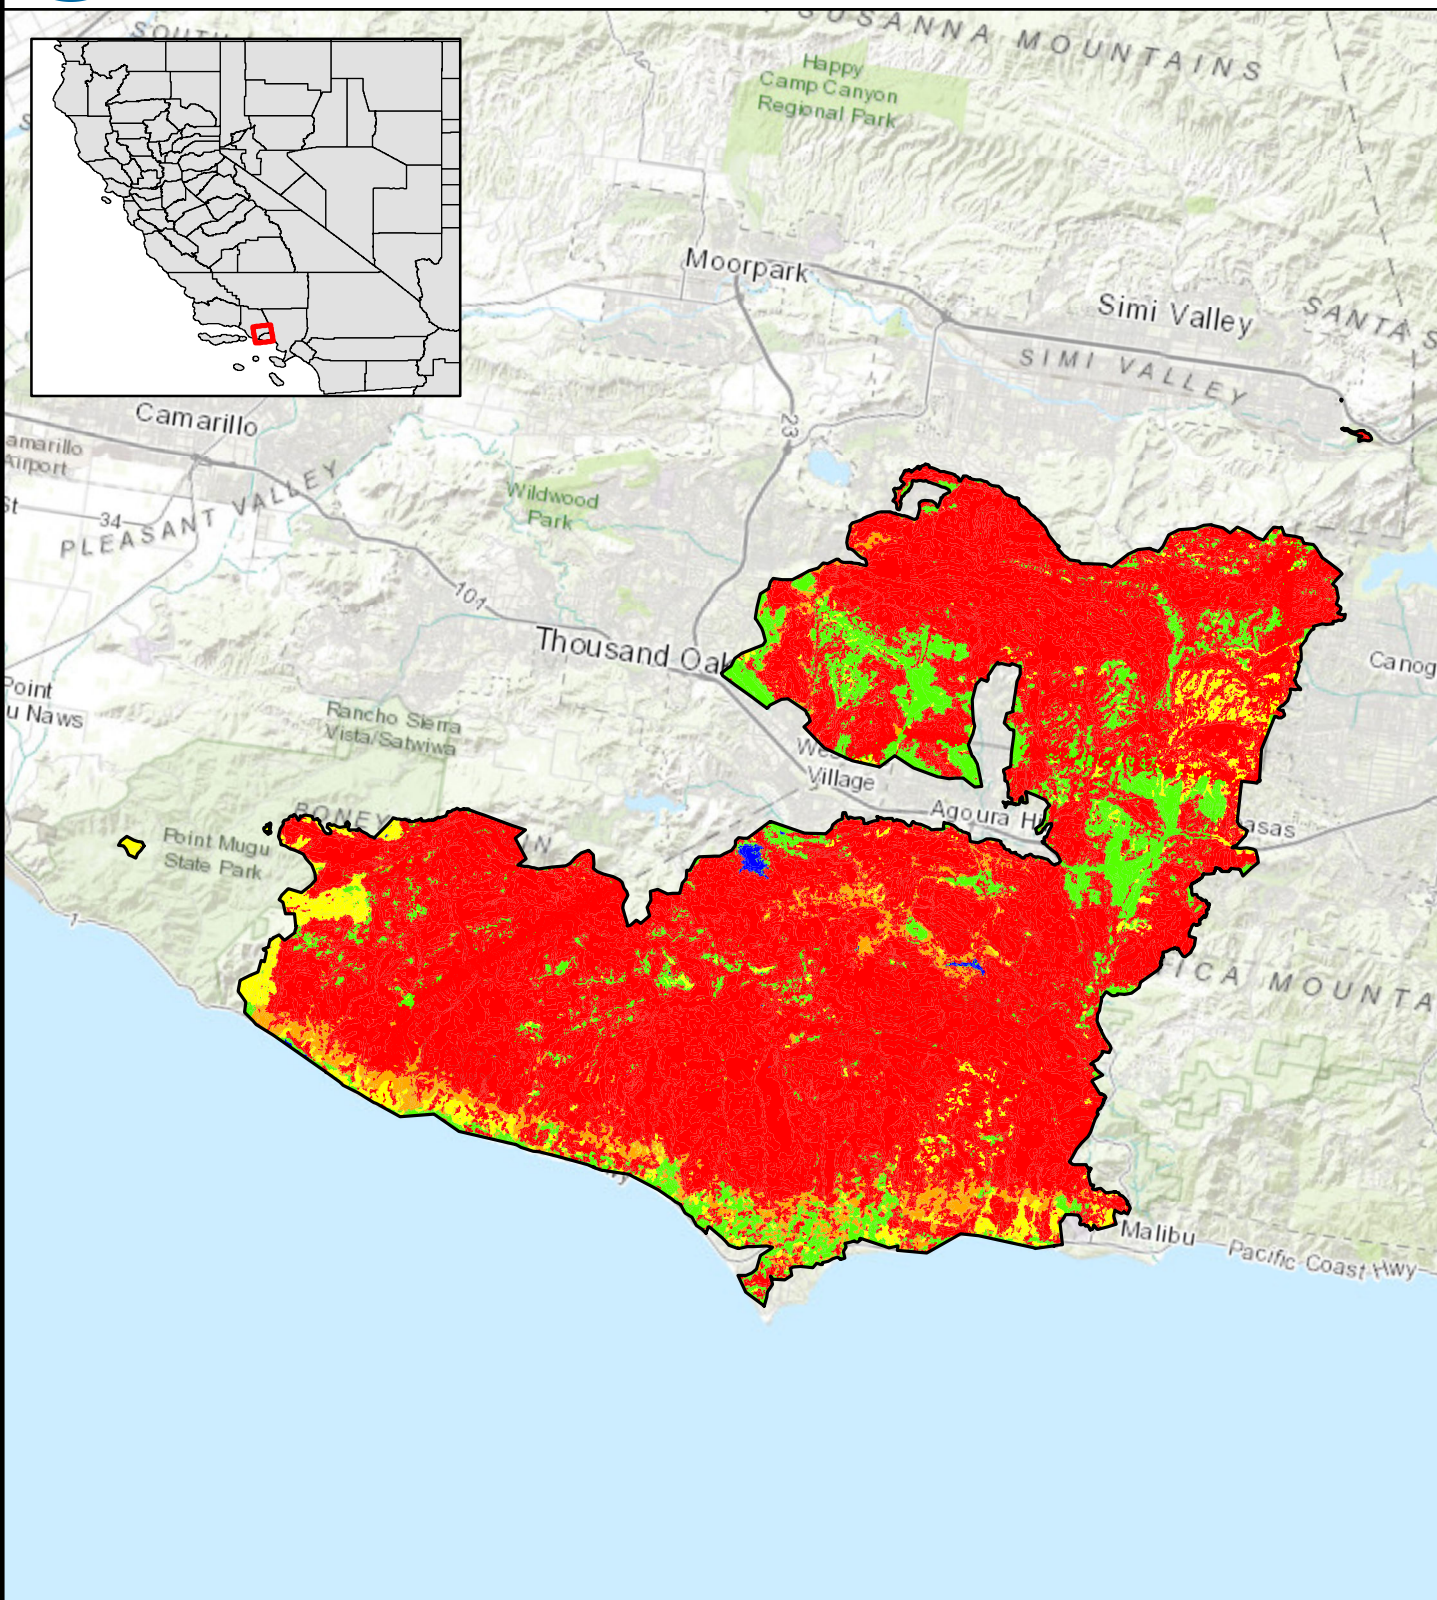 SUSANNA MOUNTAINS
Happy
Camp Canyon
Regional Park
Moorpark
Simi Valley
SANTA S
SIMI VALLEY
Camarillo
amarillo
Airport
23
Wildwood
Park
34
PLEASANT VALLEY
101
Thousand Oak
Canog
Point
u Naws
Rancho Sierra
Vista/Satwiwa
Village
Agoura H
asas
BONEY
Point Mugu
State Park
1
ICA MOUNTA
Malibu
Pacific Coast Hwy